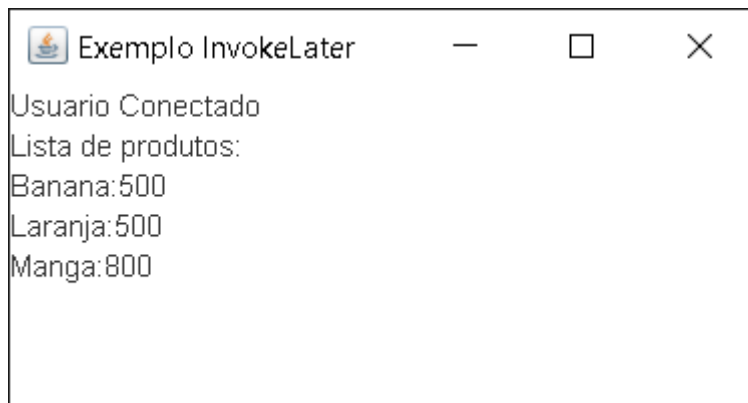 Exemplo InvokeLater
Usuario Conectado
Lista de produtos:
Banana:500
Laranja:500
Manga:800